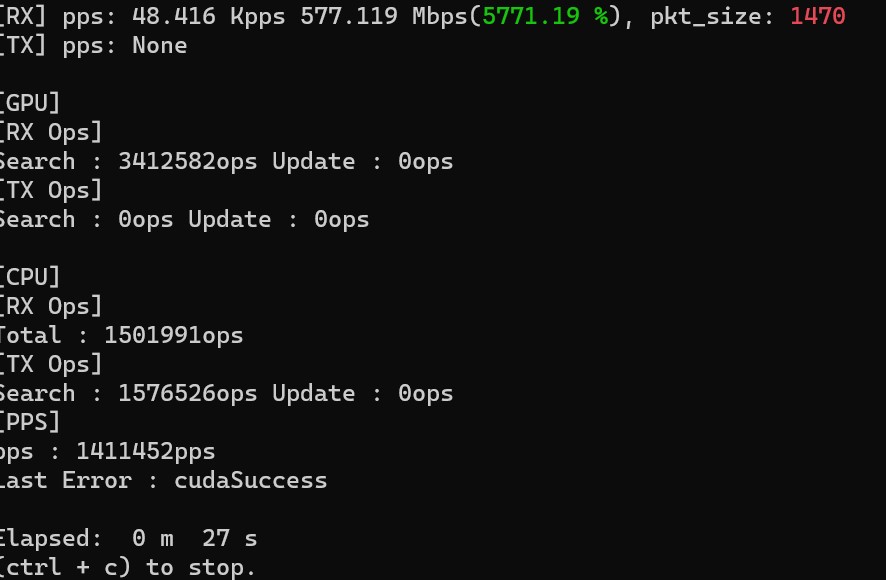 [RX] pps: 48.416 Kpps 577.119 Mbps(5771.19 %), pkt_size: 1470
[TX] pps: None
[GPU]
[RX Ops]
Search : 3412582ops Update : 0ops
[TX Ops]
Search : 0ops Update : 0ops
[CPU]
[RX Ops]
Total : 1501991ops
[TX Ops]
Search : 1576526ops Update : 0ops
[PPS]
pps : 1411452pps
Last Error : cudaSuccess
Elapsed:  0 m  27 s
(ctrl + c) to stop.